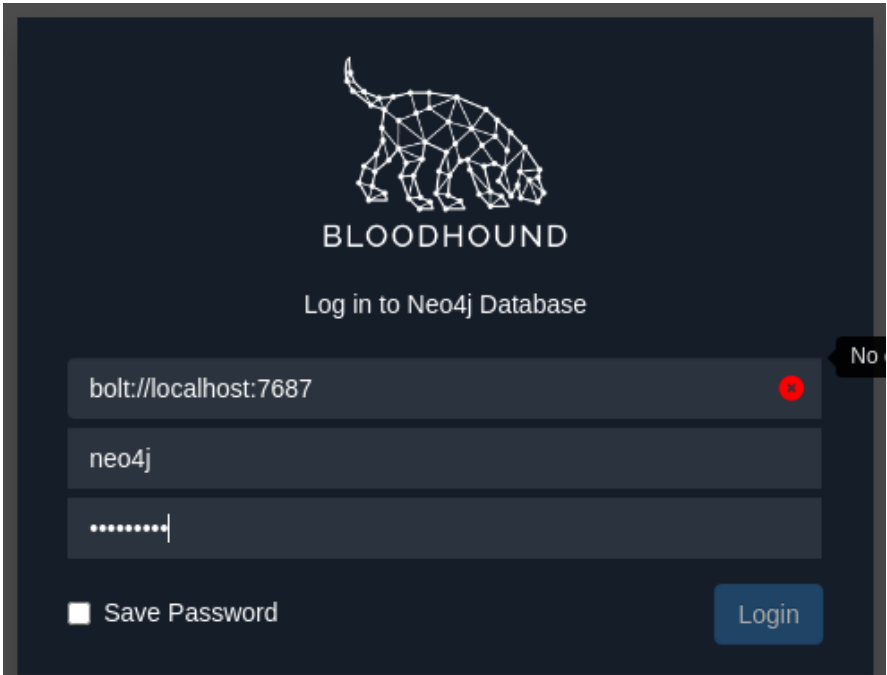 BLOODHOUND
Log in to Neo4j Database
No
bolt://localhost:7687
neo4j
•••••••••
Save Password
Login